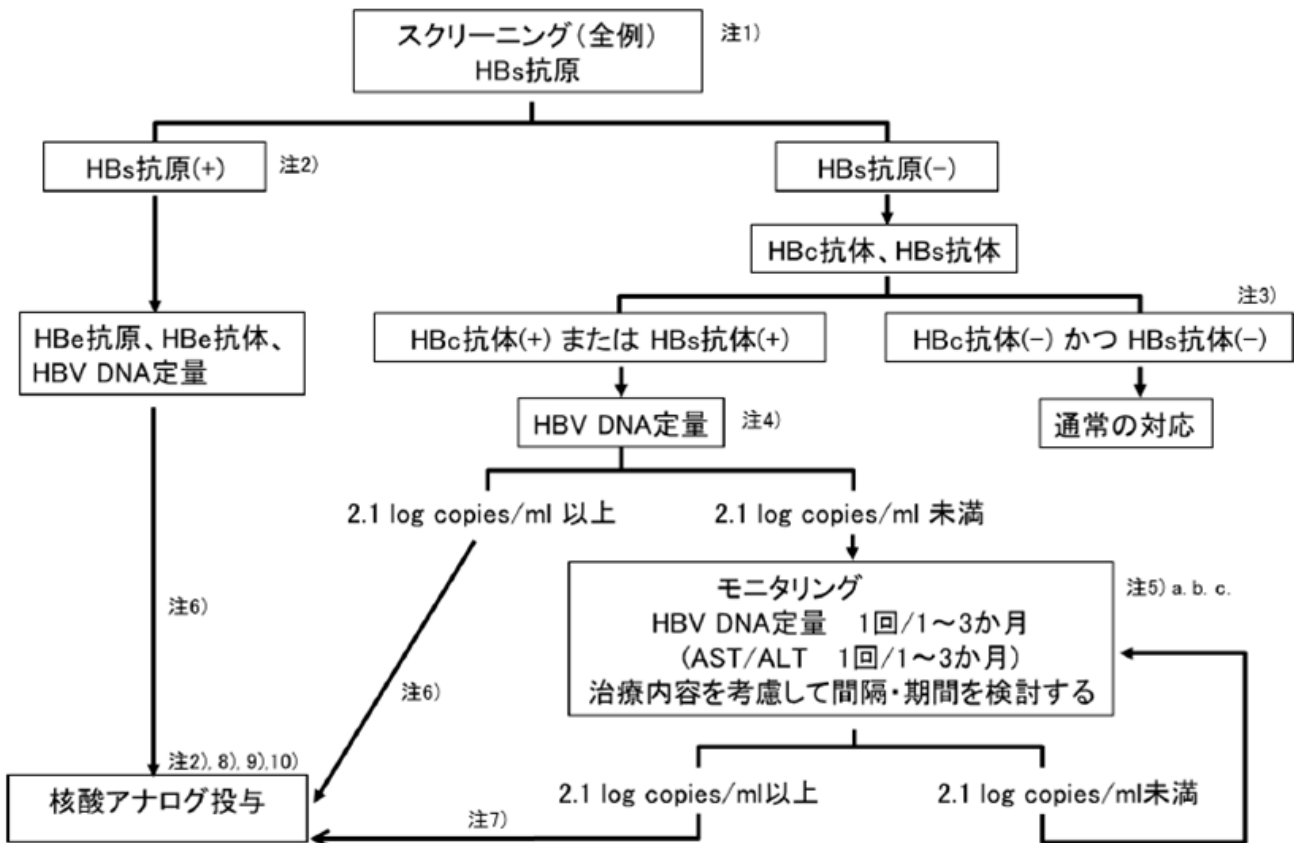 スクリーニング(全例)
HBs抗原
注1)
HBs抗原(+)
注2)
HBs抗原(-)
HBc抗体、HBs抗体
注3)
HBe抗原、HBe抗体、
HBV DNA定量
HBc抗体(+) または HBs抗体(+)
HBc抗体(-) かつ HBs抗体(-)
HBV DNA定量
注4)
通常の対応
2.1 log copies/ml 以上
2.1 log copies/ml 未満
モニタリング
HBV DNA定量 1回/1~3か月
(AST/ALT 1回/1~3か月)
治療内容を考慮して間隔・期間を検討する
注5) a. b. c.
注6)
注6)
注2), 8), 9),10)
核酸アナログ投与
2.1 log copies/ml以上
2.1 log copies/ml未満
注7)